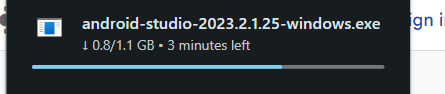 android-studio-2023.2.1.25-windows.exe
↓ 0.8/1.1 GB • 3 minutes left